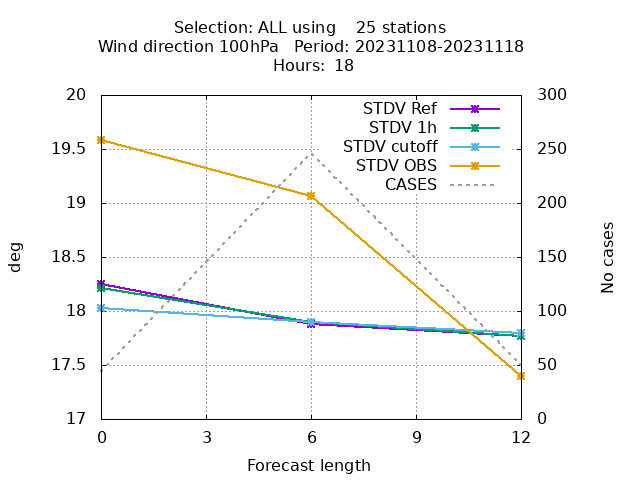 Selection: ALL using    25 stations
Wind direction 100hPa   Period: 20231108-20231118
Hours:  18
STDV Ref
STDV 1h
STDV cutoff
STDV OBS
CASES
20
19.5
19
18.5
18
17.5
17
300
250
200
150
100
50
0
deg
No cases
0 3 6 9 12
Forecast length